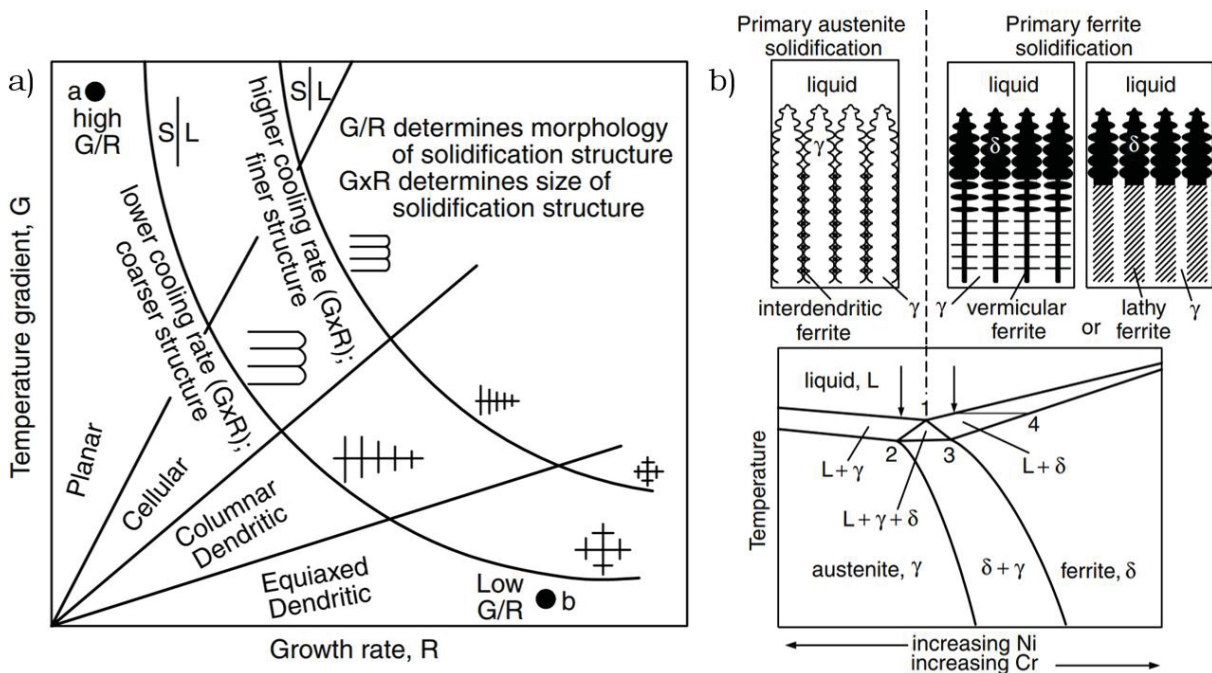 a)
Temperature gradient, G
Growth rate, R
a
high
G/R
S|L
S|L
lower cooling rate (GxR);
coarser structure
higher cooling rate (GxR);
finer structure
G/R determines morphology
of solidification structure
GxR determines size of
solidification structure
Planar
Cellular
Columnar
Dendritic
Equiaxed
Dendritic
Low
G/R
b
b)
Primary austenite
solidification
Primary ferrite
solidification
liquid
liquid
liquid
γ
δ
δ
interdendritic
ferrite
γ
γ
vermicular
ferrite
or
lathy
ferrite
γ
Temperature
liquid, L
1
2
3
4
L+γ
L+δ
L+γ+δ
austenite, γ
δ+γ
ferrite, δ
increasing Ni
increasing Cr